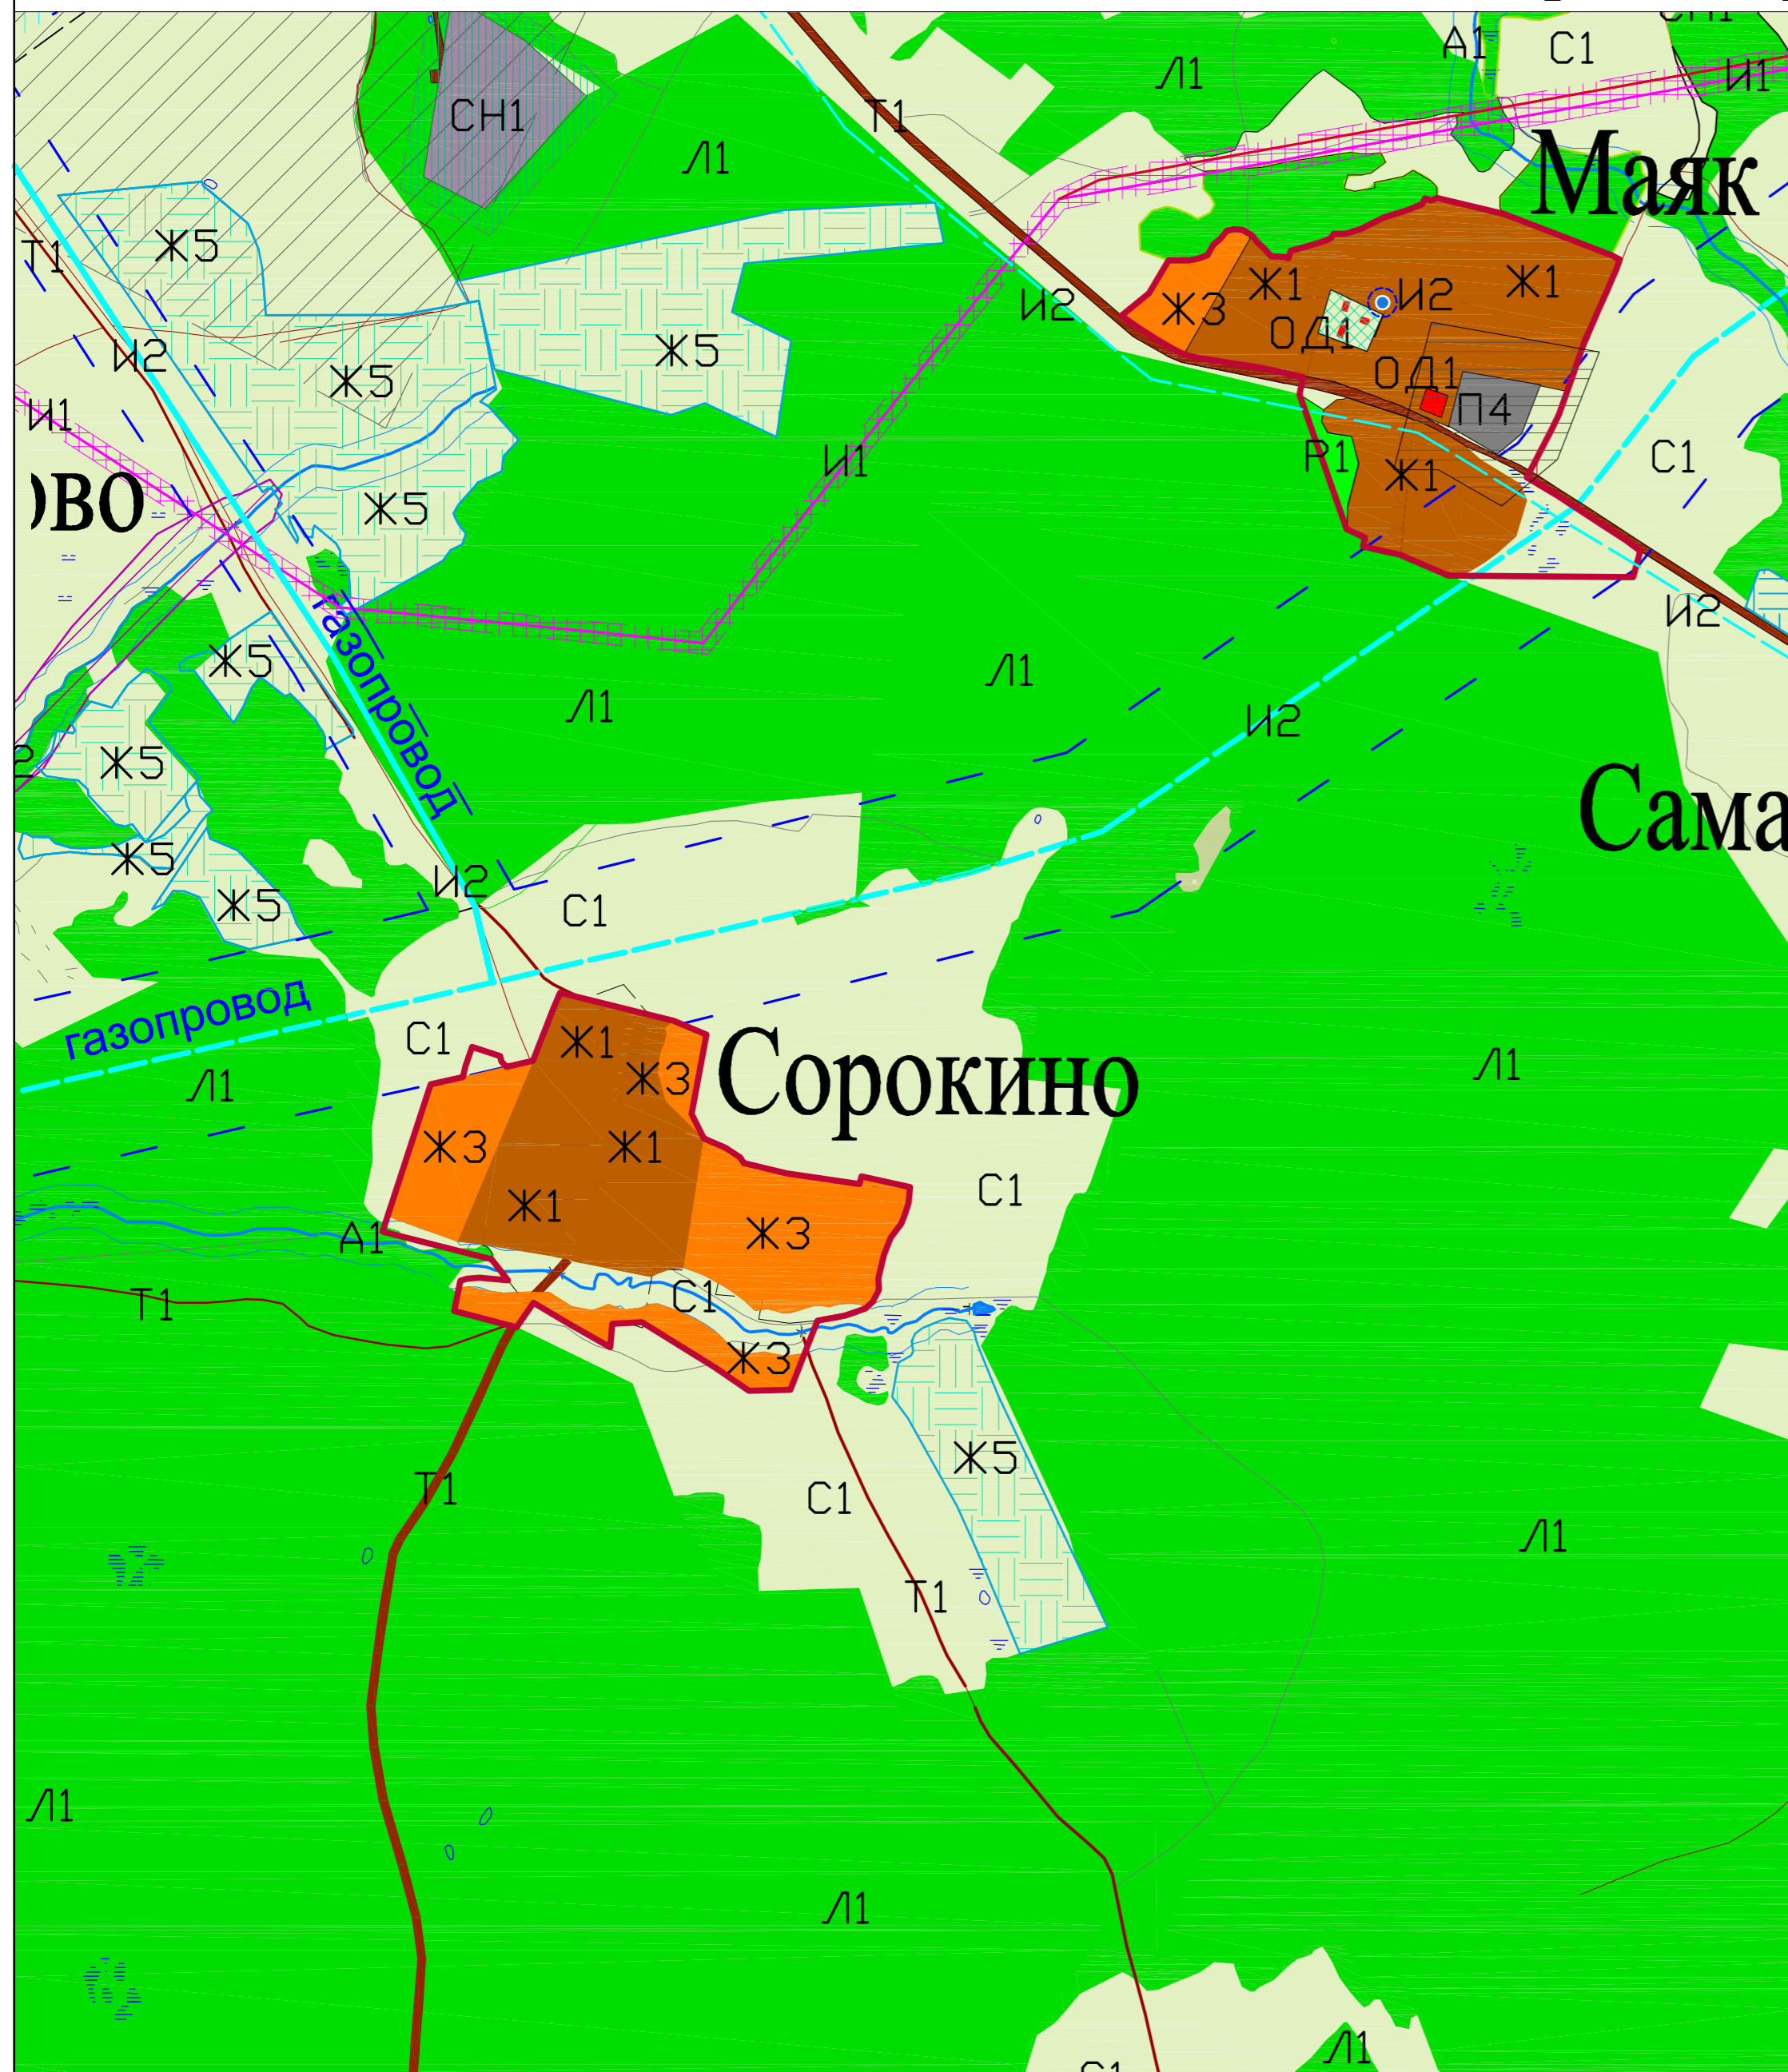 А1
С1
Л1
И1
СН1
Т1
Л1
Маяк
Ж5
Т1
Ж1
Ж1
И2
Ж3
И2
ОД1
И2
Ж5
Ж5
ОД1
П4
И1
Р1
И1
С1
Ж1
ОВО
Ж5
газопровод
И2
Ж5
Л1
Л1
И2
Ж5
Сама
Ж5
И2
Ж5
С1
газопровод
С1
Ж1
Сорокино
Л1
Л1
Ж3
Ж3
Ж1
С1
Ж1
Ж3
А1
С1
Т1
Ж3
Ж5
Т1
С1
Л1
Т1
Л1
Л1
Л1